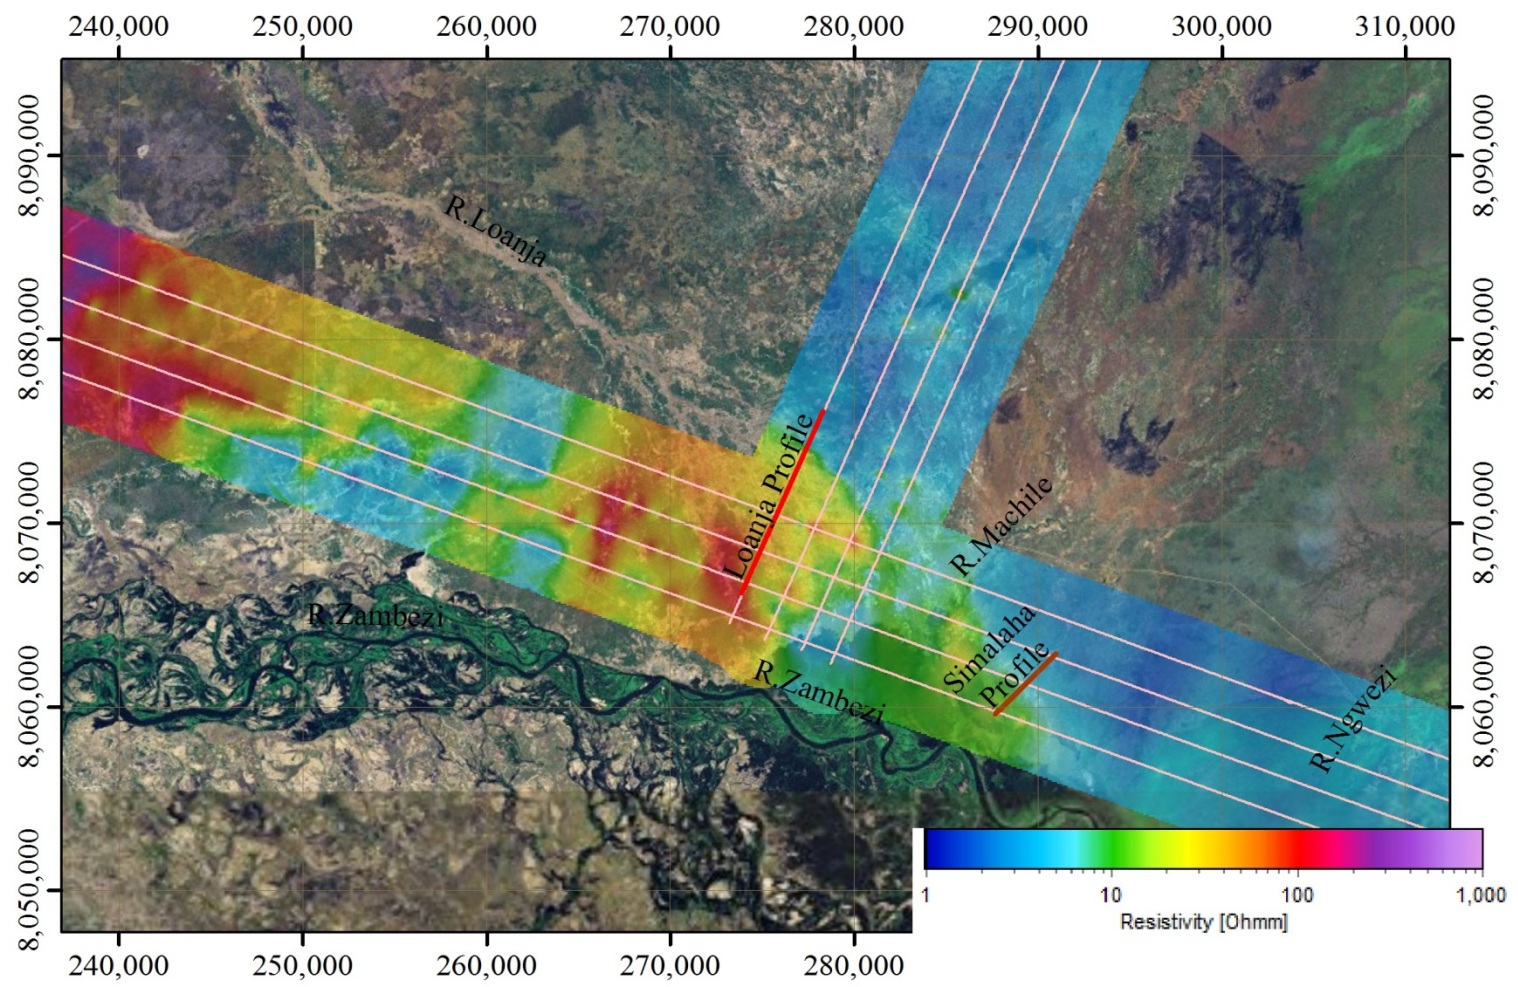 240,000 250,000 260,000 270,000 280,000 290,000 300,000 310,000
8,090,000
8,080,000
8,070,000
8,060,000
8,050,000
8,090,000
8,080,000
8,070,000
8,060,000
R.Loanja
Loanja Profile
R.Machile
Simalaha
Profile
R.Zambezi
R.Zambezi
R.Ngwezi
1 10 100 1,000
Resistivity [Ohmm]
240,000 250,000 260,000 270,000 280,000